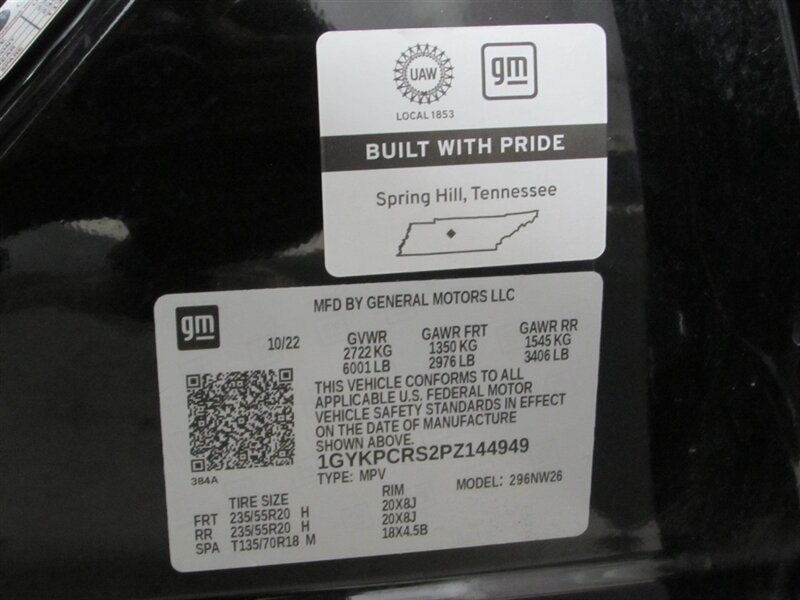 UAW
gm
LOCAL 1853
BUILT WITH PRIDE
Spring Hill, Tennessee
gm
MFD BY GENERAL MOTORS LLC
10/22 GVWR GAWR FRT GAWR RR
2722 KG 1350 KG 1545 KG
6001 LB 2976 LB 3406 LB
THIS VEHICLE CONFORMS TO ALL
APPLICABLE U.S. FEDERAL MOTOR
VEHICLE SAFETY STANDARDS IN EFFECT
ON THE DATE OF MANUFACTURE
SHOWN ABOVE.
1GYKPCRS2PZ144949
TYPE: MPV MODEL: 296NW26
384A
TIRE SIZE RIM
FRT 235/55R20 H 20X8J
RR 235/55R20 H 20X8J
SPA T135/70R18 M 18X4.5B